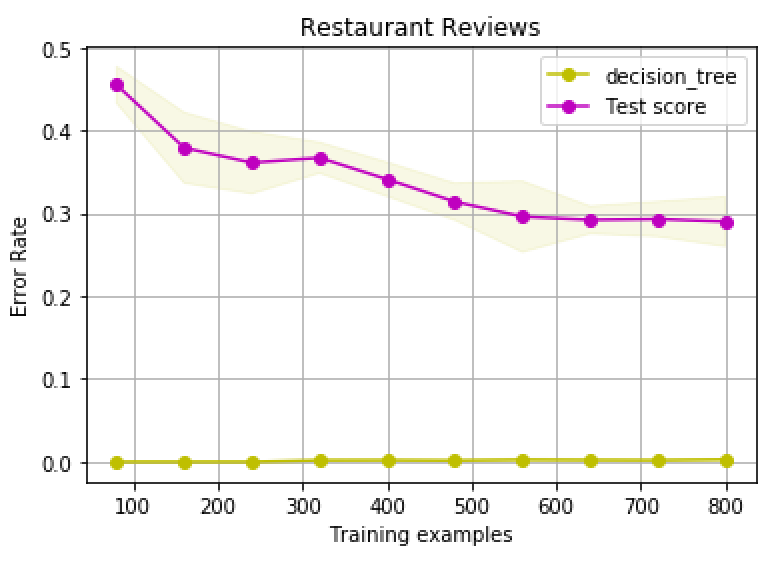 Restaurant Reviews
decision_tree
Test score
0.5
0.4
0.3
0.2
0.1
0.0
Error Rate
100 200 300 400 500 600 700 800
Training examples